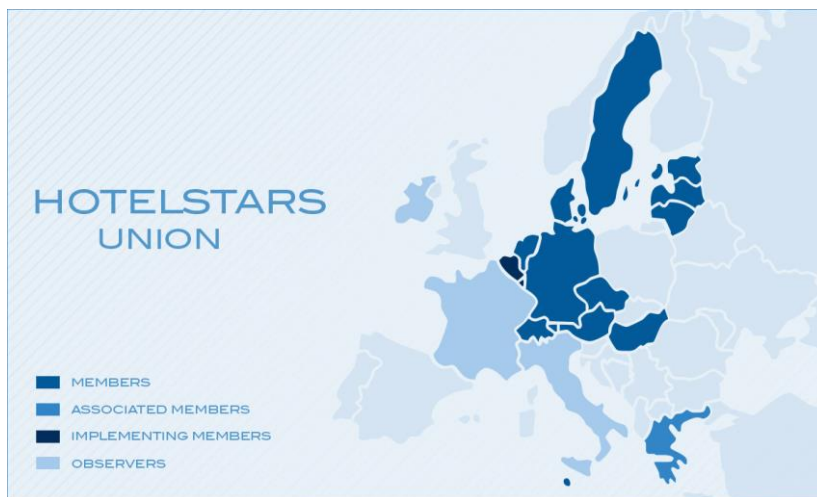 HOTELSTARS
UNION
MEMBERS
ASSOCIATED MEMBERS
IMPLEMENTING MEMBERS
OBSERVERS